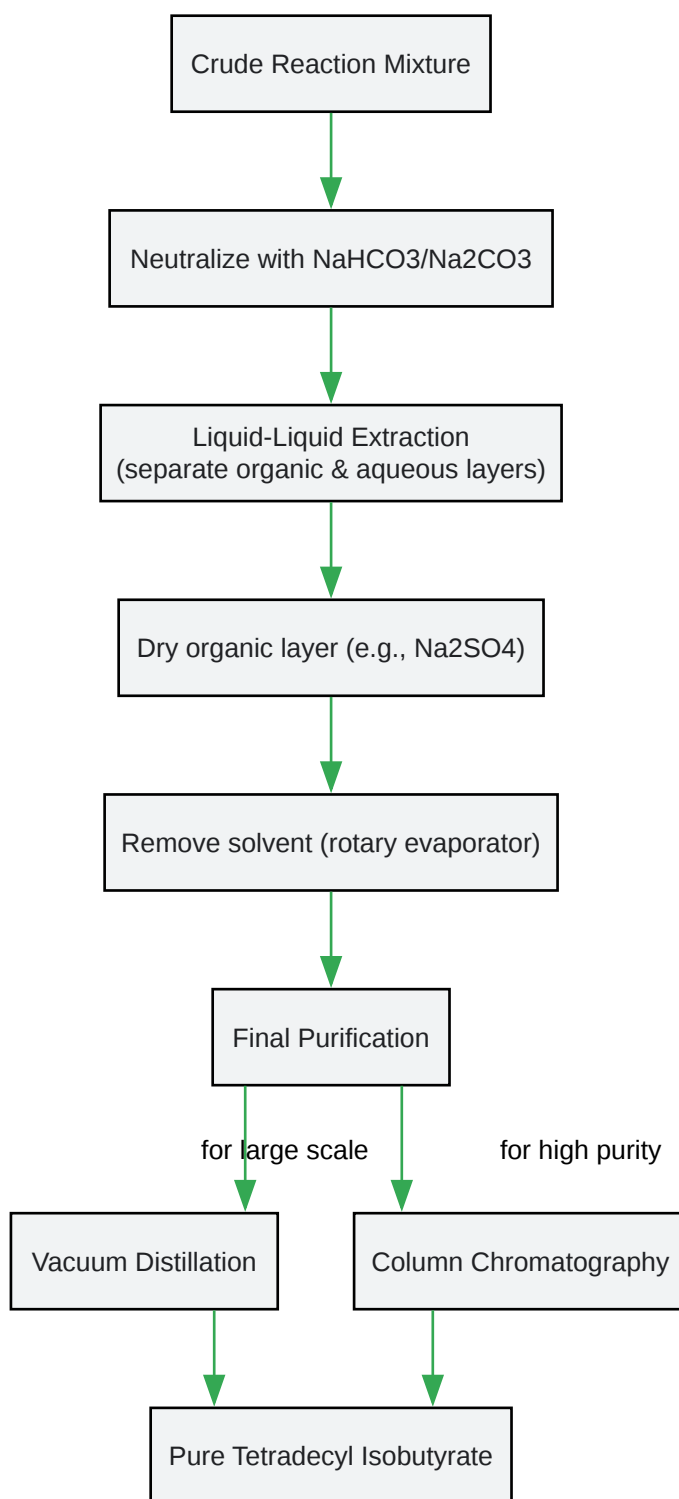 Crude Reaction Mixture
Neutralize with NaHCO3/Na2CO3
Liquid-Liquid Extraction
(separate organic & aqueous layers)
Dry organic layer (e.g., Na2SO4)
Remove solvent (rotary evaporator)
Final Purification
for large scale
for high purity
Vacuum Distillation
Column Chromatography
Pure Tetradecyl Isobutyrate